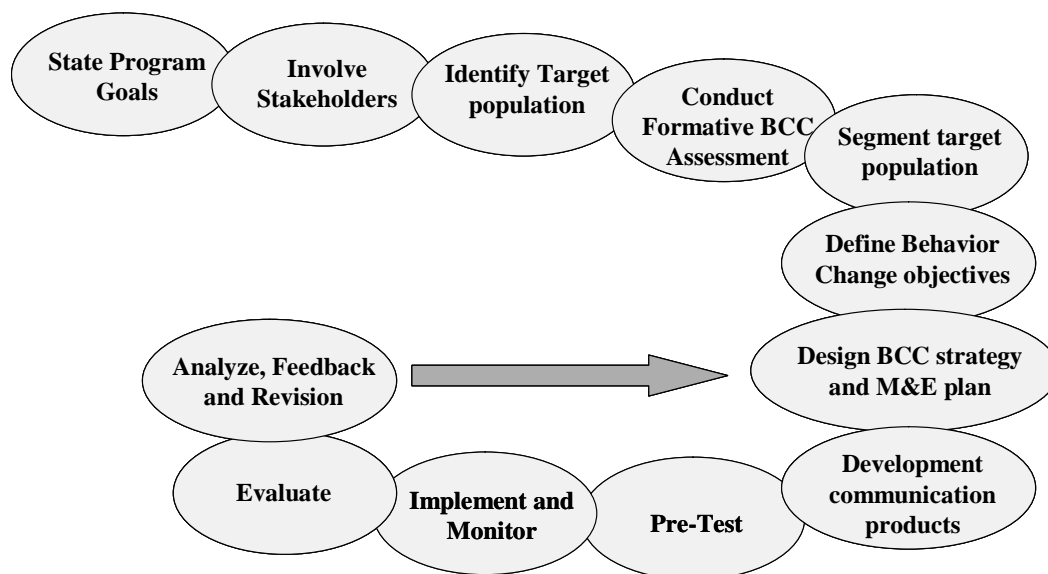 State Program
Goals
Involve
Stakeholders
Identify Target
population
Conduct
Formative BCC
Assessment
Segment target
population
Define Behavior
Change objectives
Design BCC strategy
and M&E plan
Development
communication
products
Pre-Test
Implement and
Monitor
Evaluate
Analyze, Feedback
and Revision